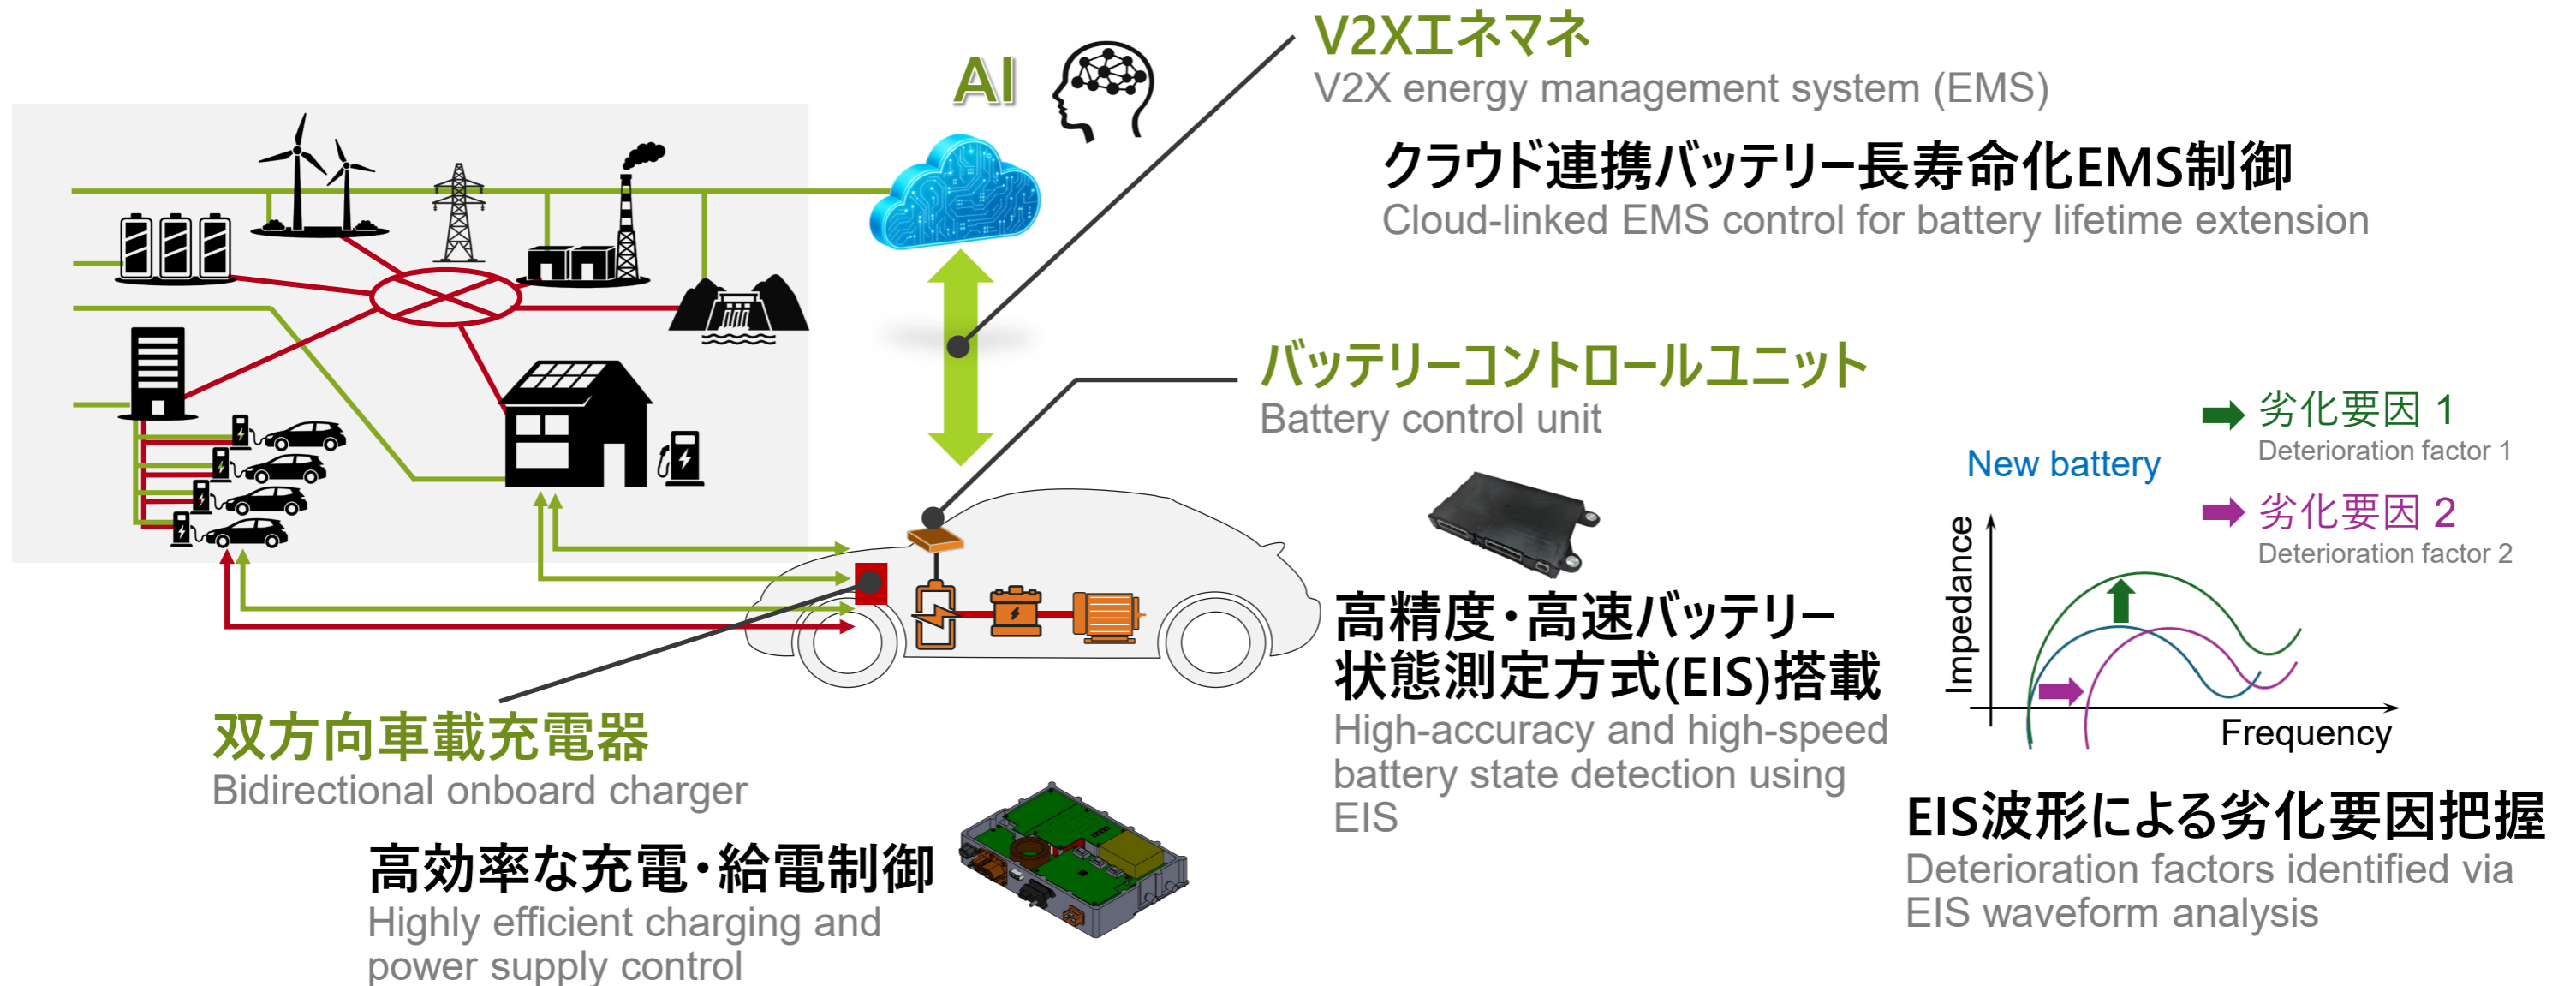 AI
V2Xエネマネ
V2X energy management system (EMS)
クラウド連携バッテリー長寿命化EMS制御
Cloud-linked EMS control for battery lifetime extension
バッテリーコントロールユニット
Battery control unit
高精度・高速バッテリー
状態測定方式(EIS)搭載
High-accuracy and high-speed
battery state detection using
EIS
劣化要因 1
Deterioration factor 1
New battery
劣化要因 2
Deterioration factor 2
Impedance
Frequency
EIS波形による劣化要因把握
Deterioration factors identified via
EIS waveform analysis
双方向車載充電器
Bidirectional onboard charger
高効率な充電・給電制御
Highly efficient charging and
power supply control